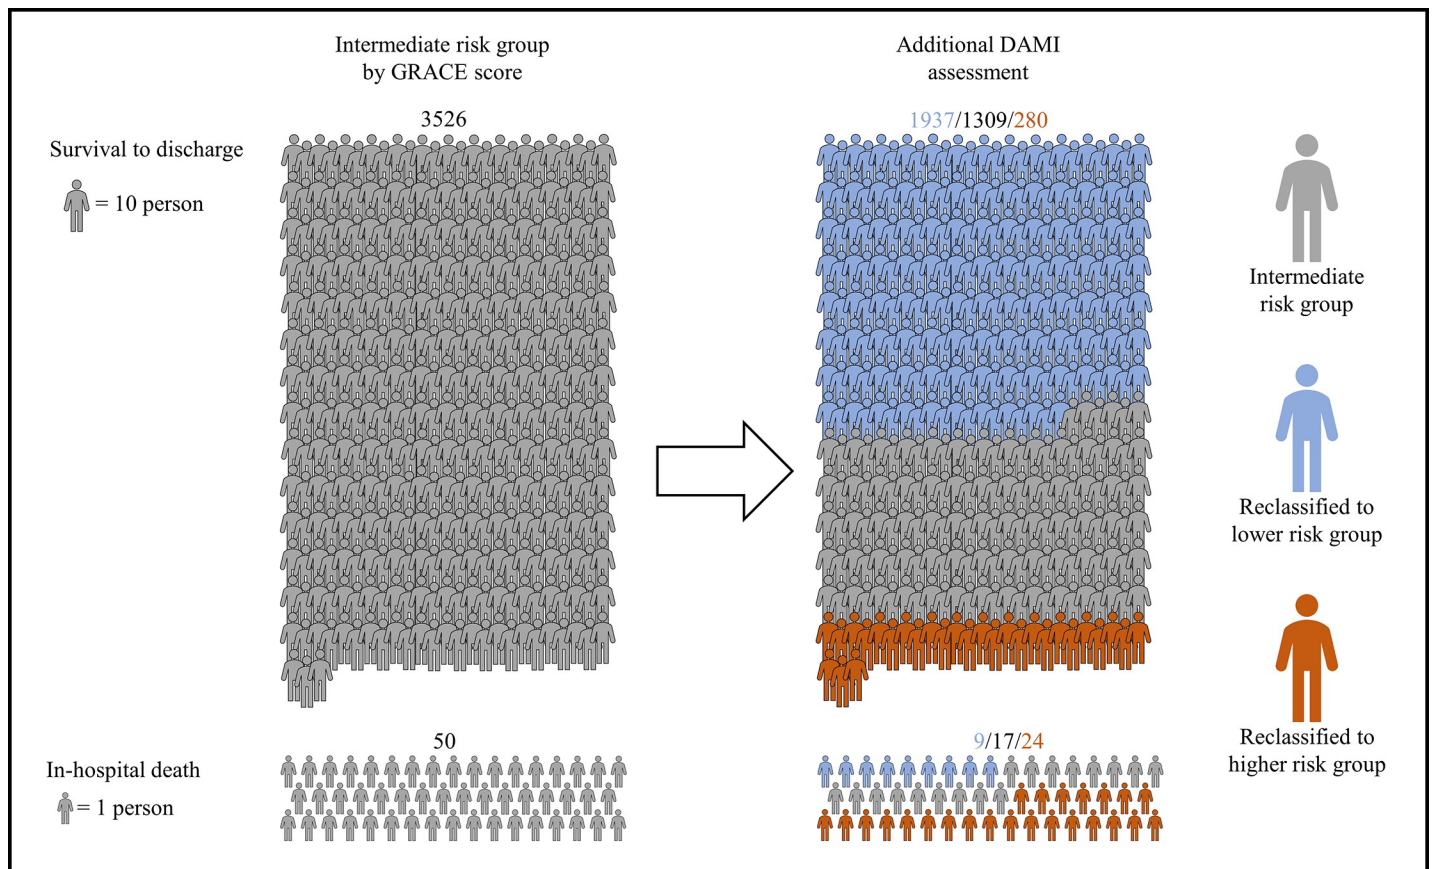 Intermediate risk group
by GRACE score
3526
Survival to discharge
= 10 person
Additional DAMI
assessment
1937/1309/280
Intermediate
risk group
Reclassified to
lower risk group
Reclassified to
higher risk group
In-hospital death
= 1 person
50
9/17/24